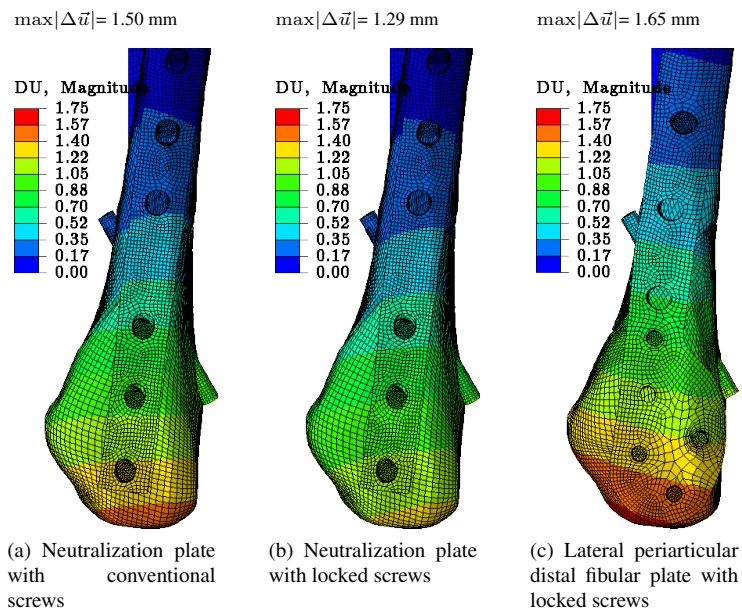 max|Δu⃗|= 1.50 mm
max|Δu⃗|= 1.29 mm
max|Δu⃗|= 1.65 mm
DU, Magnitude
1.75
1.57
1.40
1.22
1.05
0.88
0.70
0.52
0.35
0.17
0.00
DU, Magnitude
1.75
1.57
1.40
1.22
1.05
0.88
0.70
0.52
0.35
0.17
0.00
DU, Magnitude
1.75
1.57
1.40
1.22
1.05
0.88
0.70
0.52
0.35
0.17
0.00
(a) Neutralization plate
with conventional
screws
(b) Neutralization plate
with locked screws
(c) Lateral periarticular
distal fibular plate with
locked screws